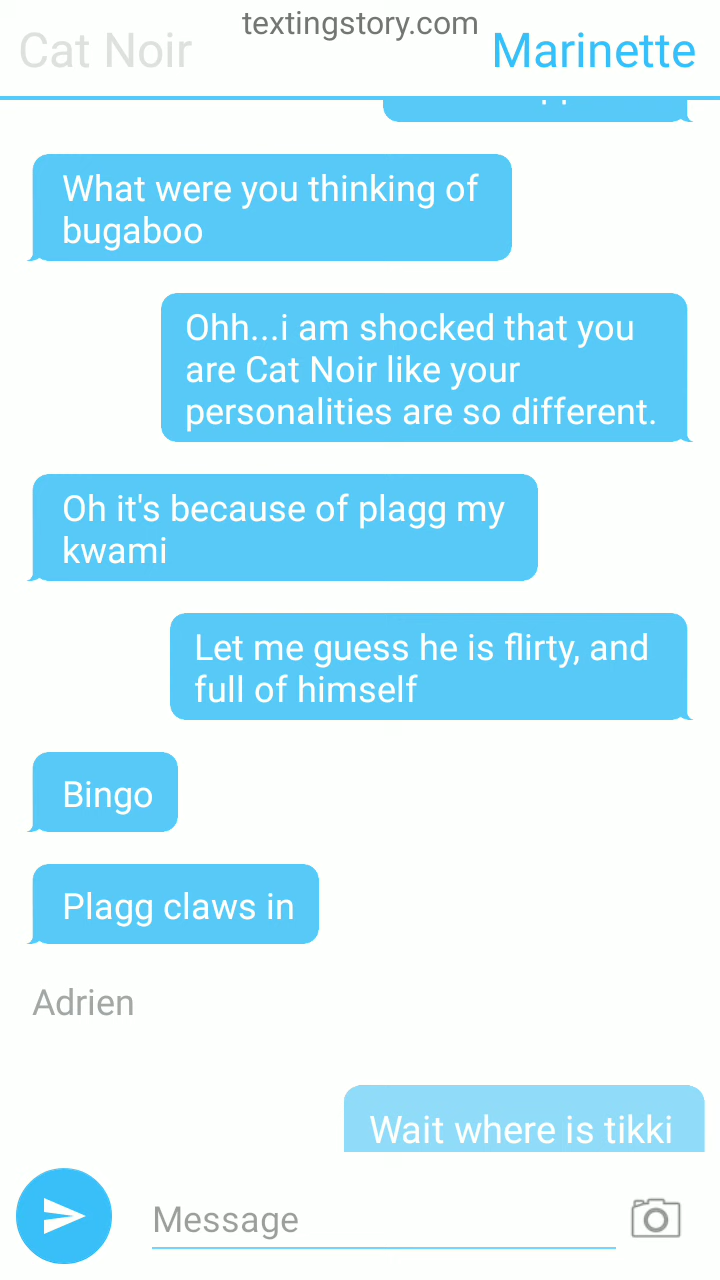 textingstory.com
Cat Noir
Marinette
What were you thinking of
bugaboo
Ohh...i am shocked that you
are Cat Noir like your
personalities are so different.
Oh it's because of plagg my
kwami
Let me guess he is flirty, and
full of himself
Bingo
Plagg claws in
Adrien
Wait where is tikki
Message